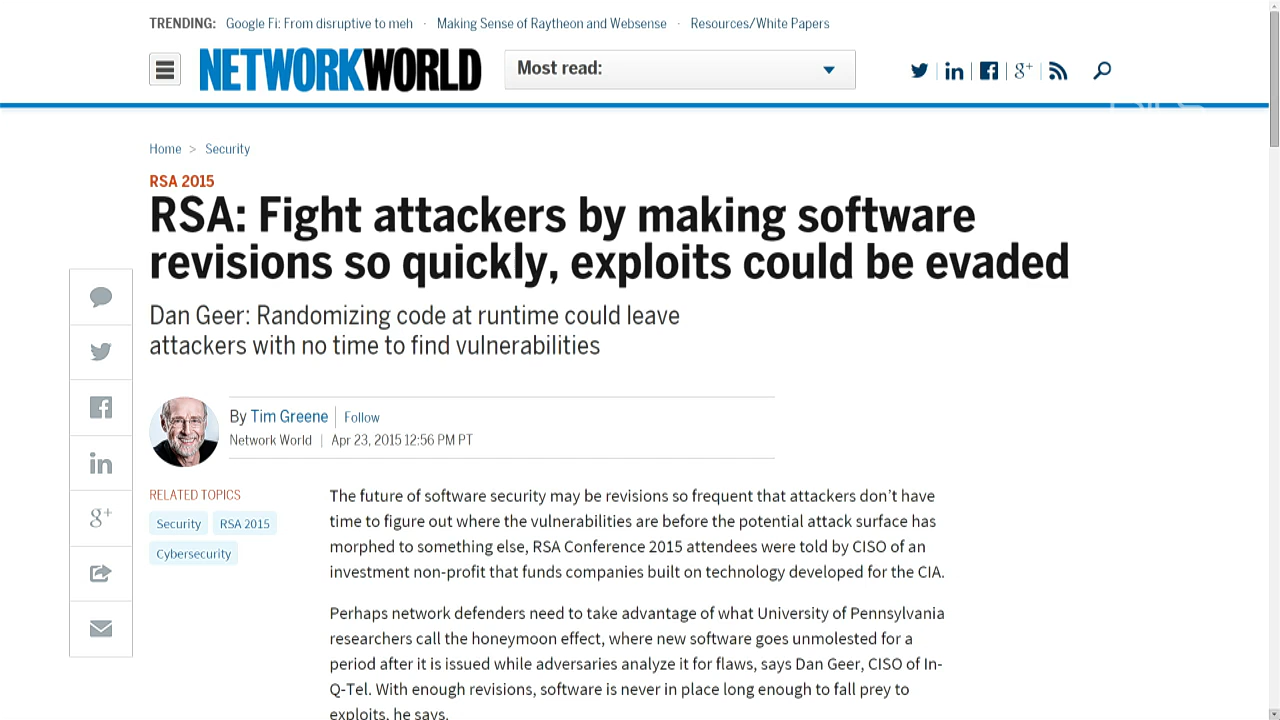 TRENDING: Google Fi: From disruptive to meh · Making Sense of Raytheon and Websense · Resources/White Papers
NETWORKWORLD
Most read:
Home > Security
RSA 2015
RSA: Fight attackers by making software
revisions so quickly, exploits could be evaded
Dan Geer: Randomizing code at runtime could leave
attackers with no time to find vulnerabilities
By Tim Greene | Follow
Network World | Apr 23, 2015 12:56 PM PT
RELATED TOPICS
Security RSA 2015
Cybersecurity
The future of software security may be revisions so frequent that attackers don't have
time to figure out where the vulnerabilities are before the potential attack surface has
morphed to something else, RSA Conference 2015 attendees were told by CISO of an
investment non-profit that funds companies built on technology developed for the CIA.
Perhaps network defenders need to take advantage of what University of Pennsylvania
researchers call the honeymoon effect, where new software goes unmolested for a
period after it is issued while adversaries analyze it for flaws, says Dan Geer, CISO of In-
Q-Tel. With enough revisions, software is never in place long enough to fall prey to
exploits, he says.